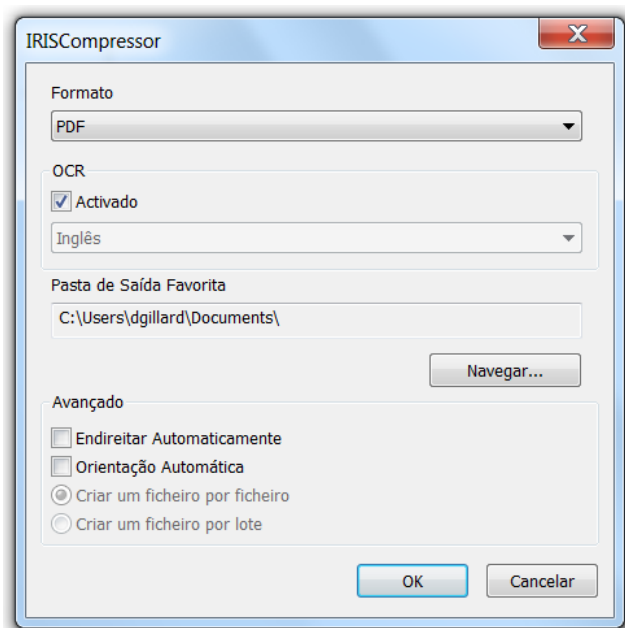 IRISCompressor
Formato
PDF
OCR
Activado
Inglês
Pasta de Saída Favorita
C:\Users\dgillard\Documents\
Navegar...
Avançado
Endireitar Automaticamente
Orientação Automática
Criar um ficheiro por ficheiro
Criar um ficheiro por lote
OK Cancelar